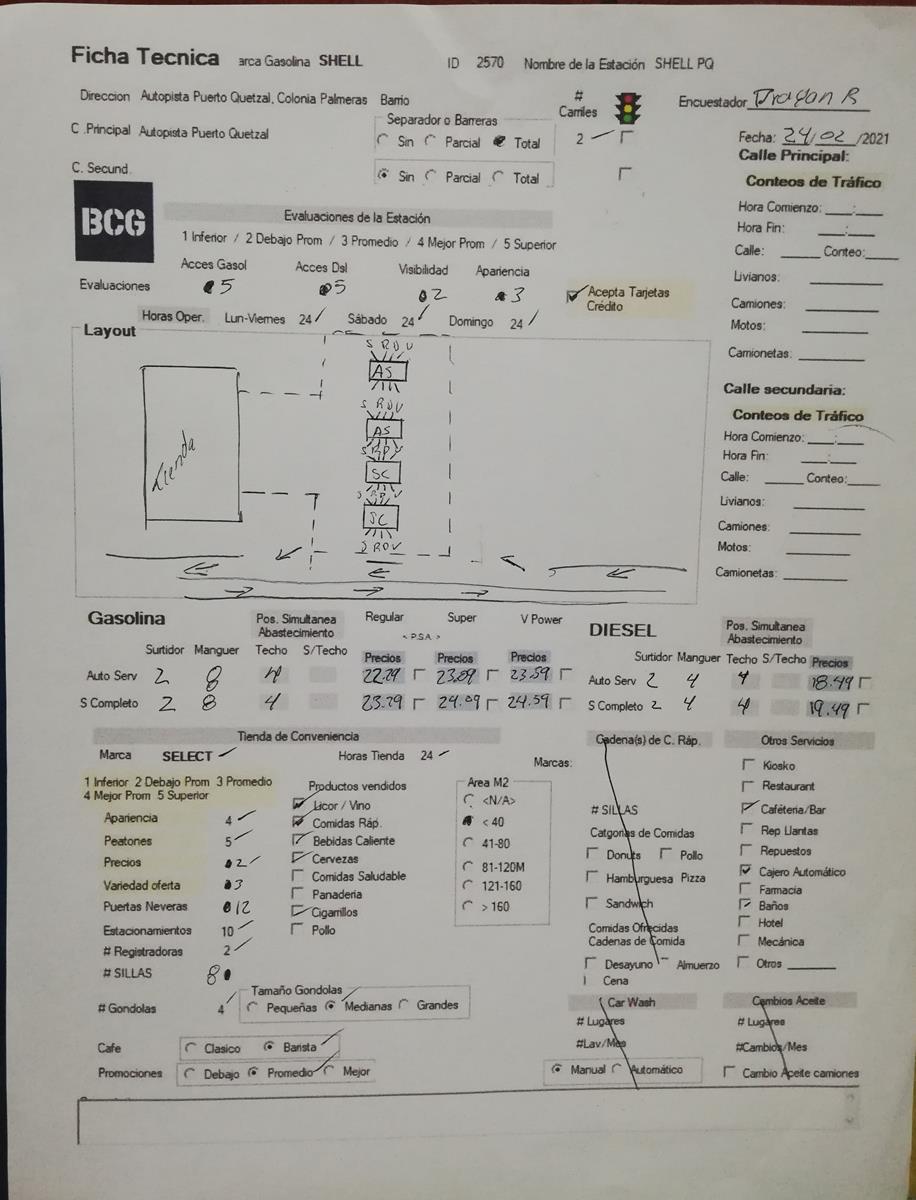 Ficha Tecnica arca Gasolina SHELL ID 2570 Nombre de la Estación SHELL PQ
Direccion Autopista Puerto Quetzal, Colonia Palmeras Barrio # Carriles Encuestador
C .Principal Autopista Puerto Quetzal Separador o Barreras Sin Parcial Total 2 Fecha: 24/02/2021
C. Secund. Sin Parcial Total
Calle Principal:
Conteos de Tráfico
Hora Comienzo: ___:___
Hora Fin: ___:___
Calle: ____ Conteo:____
Livianos:
Camiones:
Motos:
Camionetas:
BCG
Evaluaciones de la Estación
1 Inferior / 2 Debajo Prom / 3 Promedio / 4 Mejor Prom / 5 Superior
Acces Gasol Acces Dsl Visibilidad Apariencia
Evaluaciones 5 5 2 3 Acepta Tarjetas Crédito
Horas Oper. Lun-Viernes 24 Sábado 24 Domingo 24
Layout
S R D V
AS
S R D V
AS
S R D V
SC
S R D V
SC
S R D V
Tienda
Calle secundaria:
Conteos de Tráfico
Hora Comienzo: ___:___
Hora Fin: ___:___
Calle: ____ Conteo:____
Livianos:
Camiones:
Motos:
Camionetas:
Gasolina
Surtidor Manguer Pos. Simultanea Abastecimiento Techo S/Techo Regular Super V Power
< P.S.A. >
Precios Precios Precios
Auto Serv 2 8 4 22.79 23.59
S Completo 2 8 4 23.79 24.09 24.59
DIESEL
Surtidor Manguer Pos. Simultanea Abastecimiento Techo S/Techo Precios
Auto Serv 2 4 4 18.49
S Completo 2 4 4 19.49
Tienda de Conveniencia
Marca SELECT Horas Tienda 24 Marcas:
1 Inferior 2 Debajo Prom 3 Promedio
4 Mejor Prom 5 Superior
Apariencia 4
Peatones 5
Precios 2
Variedad oferta 3
Puertas Neveras 12
Estacionamientos 10
# Registradoras 2
# SILLAS 8
# Gondolas 4
Productos vendidos
Licor / Vino
Comidas Ráp.
Bebidas Caliente
Cervezas
Comidas Saludable
Panaderia
Cigarrillos
Pollo
Area M2
<N/A>
< 40
41-80
81-120M
121-160
> 160
Tamaño Gondolas
Pequeñas Medianas Grandes
Cafe Clasico Barista
Promociones Debajo Promedio Mejor
Cadena(s) de C. Ráp.
# SILLAS
Catgorias de Comidas
Donuts Pollo
Hamburguesa Pizza
Sandwich
Comidas Ofrecidas
Cadenas de Comida
Desayuno Almuerzo
Cena
Otros Servicios
Kiosko
Restaurant
Cafeteria/Bar
Rep Llantas
Repuestos
Cajero Automático
Farmacia
Baños
Hotel
Mecánica
Otros
Car Wash
# Lugares
#Lav/Mes
Manual Automático
Cambios Aceite
# Lugares
#Cambios/Mes
Cambio Aceite camiones